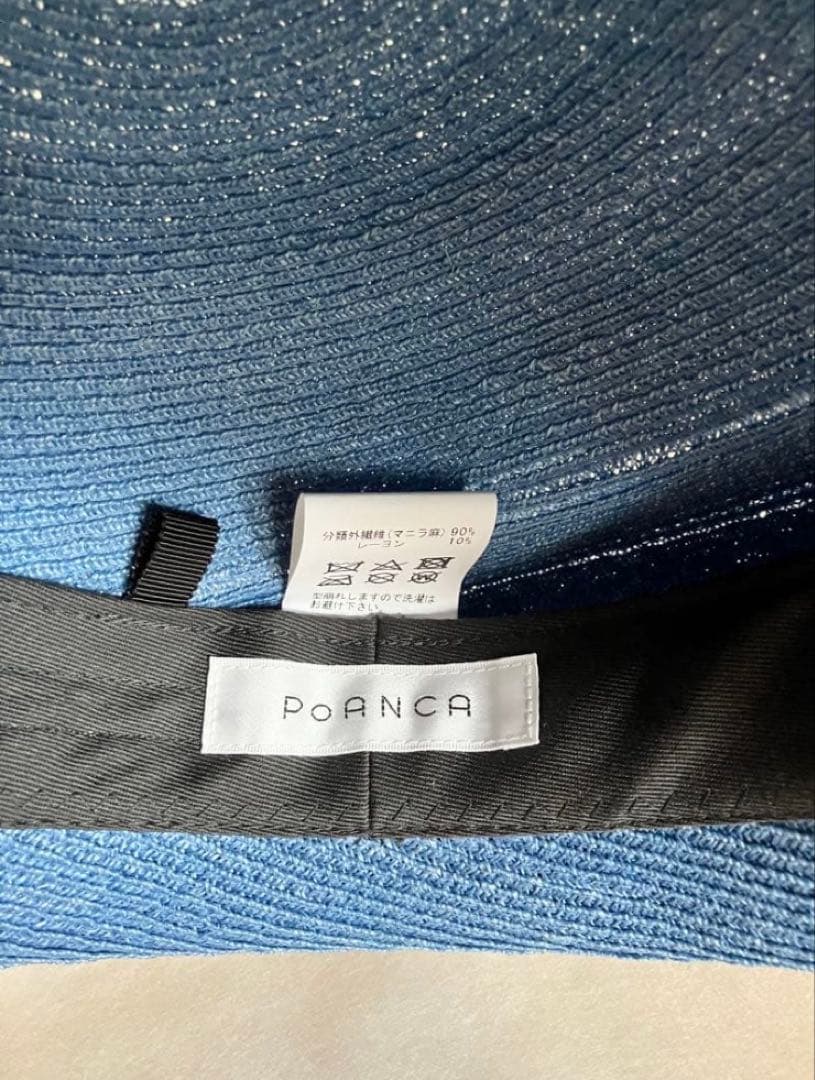 分類外繊維(マニラ麻) 90%
レーヨン 10%
型崩れしますので洗濯は
お避け下さい
PoANCA